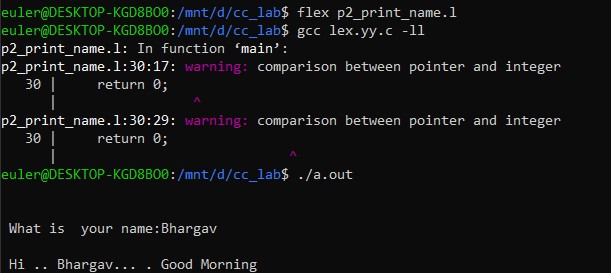 euler@DESKTOP-KGD8BO0:/mnt/d/cc_lab$ flex p2_print_name.l
euler@DESKTOP-KGD8BO0:/mnt/d/cc_lab$ gcc lex.yy.c -ll
p2_print_name.l: In function ‘main’:
p2_print_name.l:30:17: warning: comparison between pointer and integer
   30 |     return 0;
      |                 ^
p2_print_name.l:30:29: warning: comparison between pointer and integer
   30 |     return 0;
      |                             ^
euler@DESKTOP-KGD8BO0:/mnt/d/cc_lab$ ./a.out
What is  your name:Bhargav
Hi .. Bhargav... . Good Morning